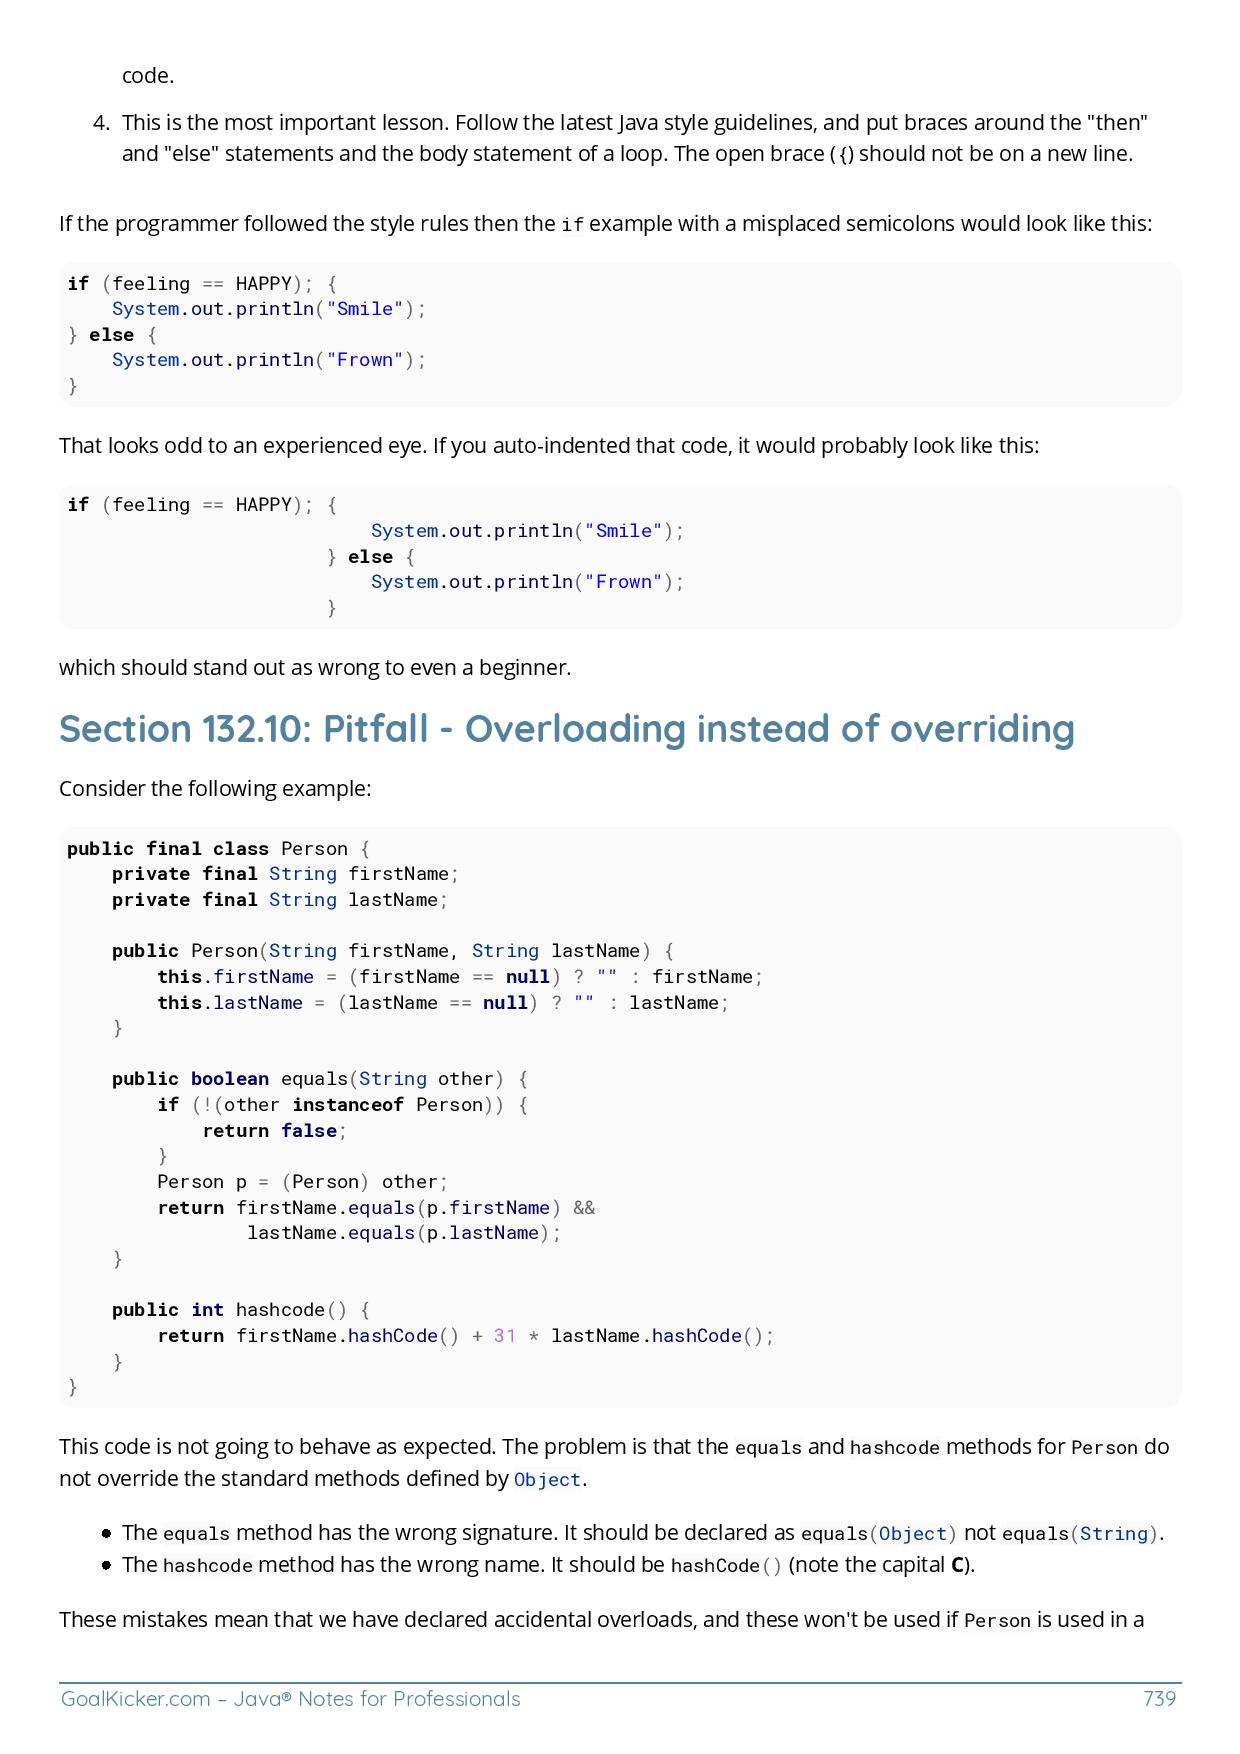 code.
4. This is the most important lesson. Follow the latest Java style guidelines, and put braces around the "then"
and "else" statements and the body statement of a loop. The open brace ({) should not be on a new line.
If the programmer followed the style rules then the if example with a misplaced semicolons would look like this:
if (feeling == HAPPY); {
    System.out.println("Smile");
} else {
    System.out.println("Frown");
}
That looks odd to an experienced eye. If you auto-indented that code, it would probably look like this:
if (feeling == HAPPY); {
                           System.out.println("Smile");
                       } else {
                           System.out.println("Frown");
                       }
which should stand out as wrong to even a beginner.
Section 132.10: Pitfall - Overloading instead of overriding
Consider the following example:
public final class Person {
    private final String firstName;
    private final String lastName;
    public Person(String firstName, String lastName) {
        this.firstName = (firstName == null) ? "" : firstName;
        this.lastName = (lastName == null) ? "" : lastName;
    }
    public boolean equals(String other) {
        if (!(other instanceof Person)) {
            return false;
        }
        Person p = (Person) other;
        return firstName.equals(p.firstName) &&
                lastName.equals(p.lastName);
    }
    public int hashcode() {
        return firstName.hashCode() + 31 * lastName.hashCode();
    }
}
This code is not going to behave as expected. The problem is that the equals and hashcode methods for Person do
not override the standard methods defined by Object.
● The equals method has the wrong signature. It should be declared as equals(Object) not equals(String).
● The hashcode method has the wrong name. It should be hashCode() (note the capital C).
These mistakes mean that we have declared accidental overloads, and these won't be used if Person is used in a
GoalKicker.com – Java® Notes for Professionals 739